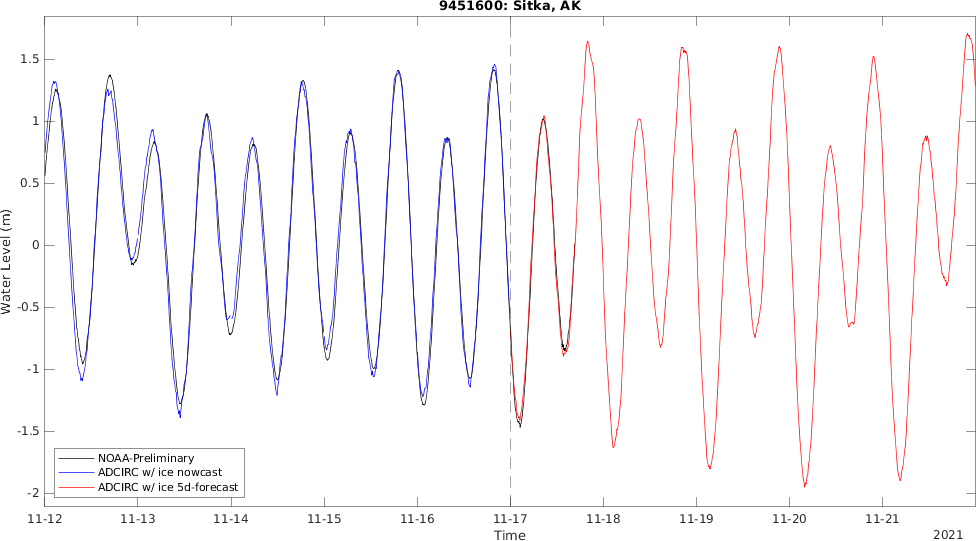 9451600: Sitka, AK
Water Level (m)
1.5
1
0.5
0
-0.5
-1
-1.5
-2
NOAA-Preliminary
ADCIRC w/ ice nowcast
ADCIRC w/ ice 5d-forecast
11-12 11-13 11-14 11-15 11-16 11-17 11-18 11-19 11-20 11-21
Time
2021